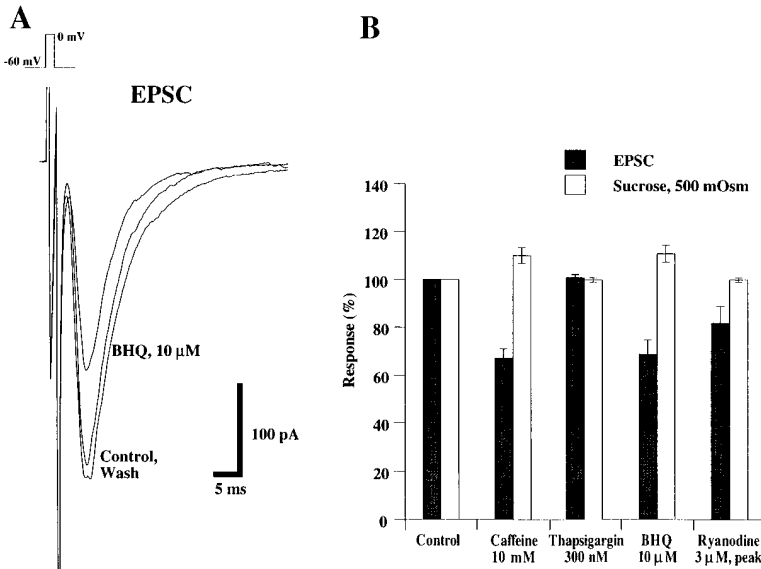 A
0 mV
-60 mV
EPSC
BHQ, 10 µM
Control,
Wash
100 pA
5 ms
B
EPSC
Sucrose, 500 mOsm
Response (%)
140
120
100
80
60
40
20
0
Control
Caffeine
10 mM
Thapsigargin
300 nM
BHQ
10 µM
Ryanodine
3 µM, peak